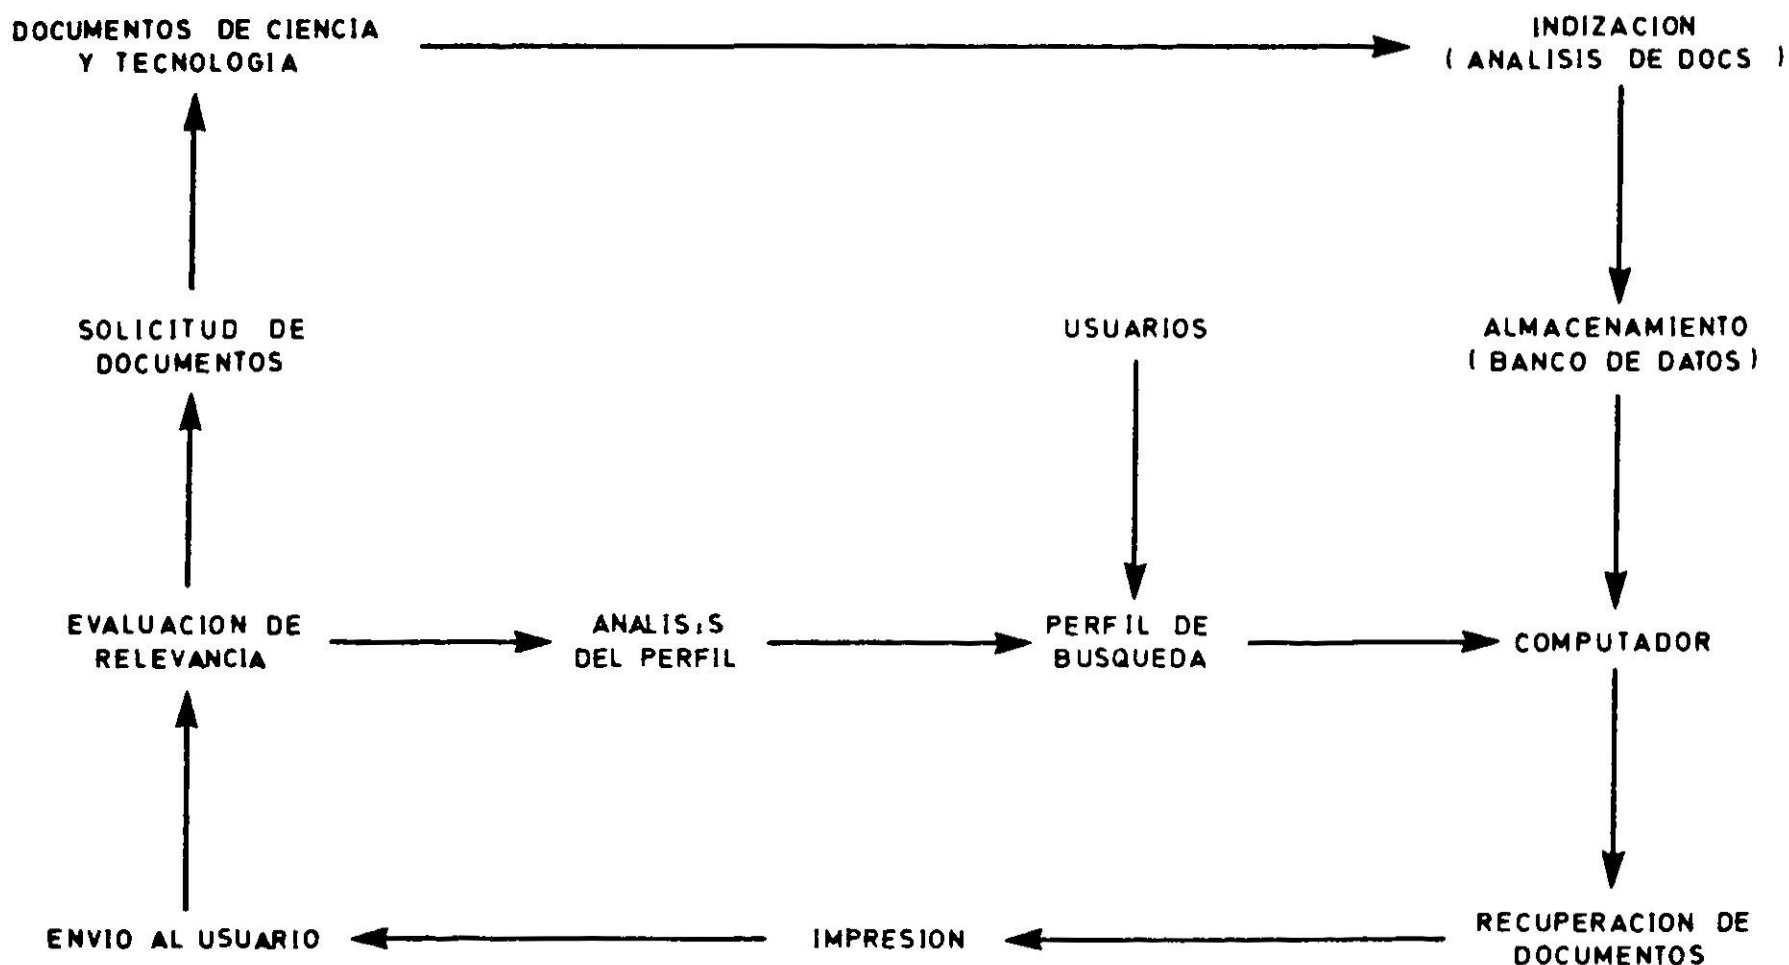 DOCUMENTOS DE CIENCIA
Y TECNOLOGIA
INDIZACION
( ANALISIS DE DOCS )
SOLICITUD DE
DOCUMENTOS
USUARIOS
ALMACENAMIENTO
( BANCO DE DATOS )
EVALUACION DE
RELEVANCIA
ANALISIS
DEL PERFIL
PERFIL DE
BUSQUEDA
COMPUTADOR
ENVIO AL USUARIO
IMPRESION
RECUPERACION DE
DOCUMENTOS